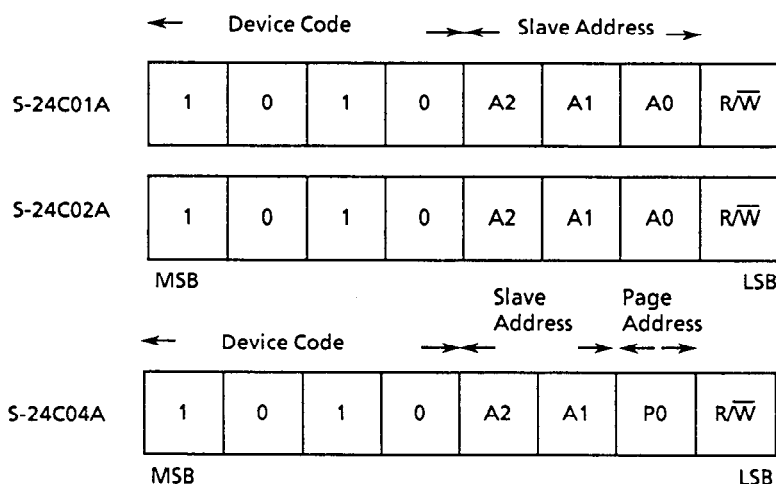 Device Code Slave Address
S-24C01A 1 0 1 0 A2 A1 A0 R/W̅
S-24C02A 1 0 1 0 A2 A1 A0 R/W̅
MSB LSB
Slave Page
Address Address
Device Code
S-24C04A 1 0 1 0 A2 A1 P0 R/W̅
MSB LSB